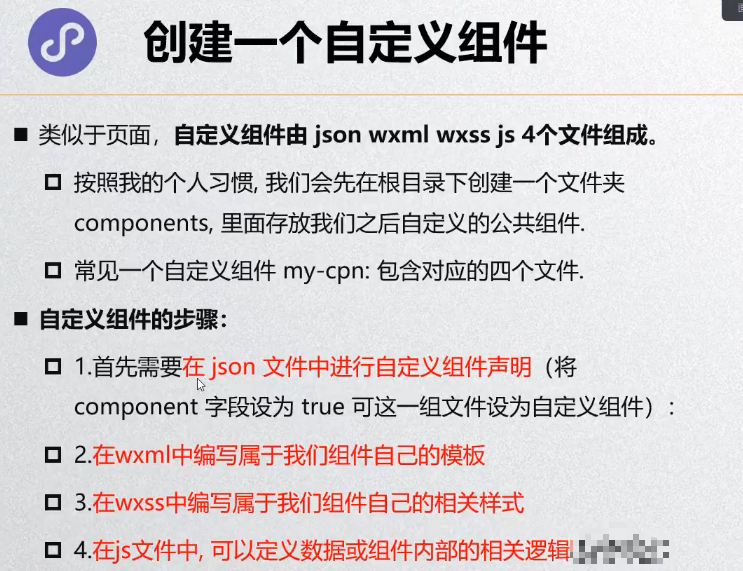 创建一个自定义组件
■ 类似于页面，自定义组件由 json wxml wxss js 4个文件组成。
按照我的个人习惯, 我们会先在根目录下创建一个文件夹
components, 里面存放我们之后自定义的公共组件.
常见一个自定义组件 my-cpn: 包含对应的四个文件.
■ 自定义组件的步骤：
1.首先需要在 json 文件中进行自定义组件声明（将
component 字段设为 true 可这一组文件设为自定义组件）：
2.在wxml中编写属于我们组件自己的模板
3.在wxss中编写属于我们组件自己的相关样式
4.在js文件中, 可以定义数据或组件内部的相关逻辑